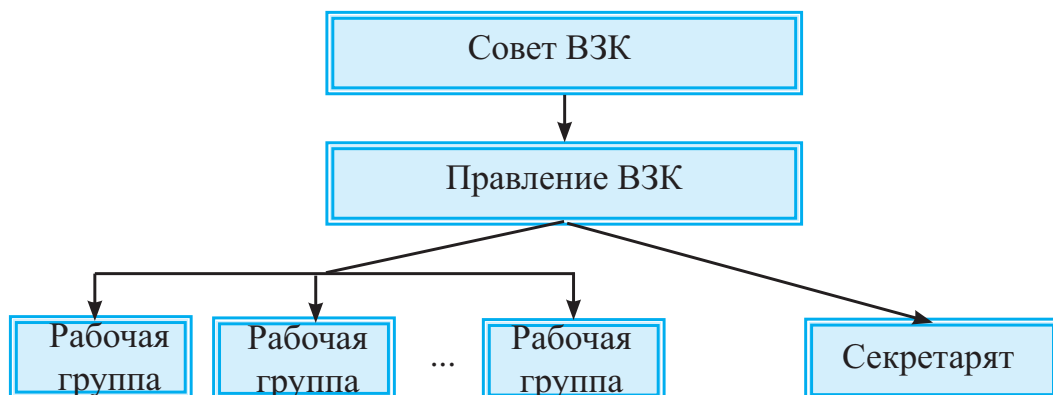 Совет ВЗК
Правление ВЗК
Рабочая
группа
Рабочая
группа
...
Рабочая
группа
Секретарят